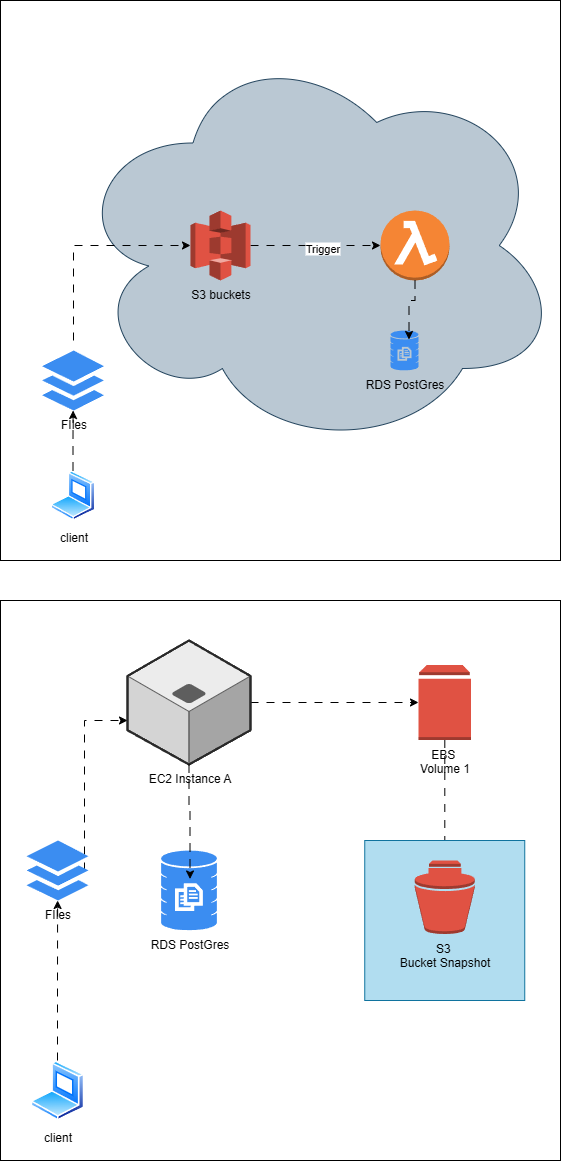 S3 buckets
Trigger
RDS PostGres
FIles
client
EC2 Instance A
EBS
Volume 1
FIles
RDS PostGres
S3
Bucket Snapshot
client